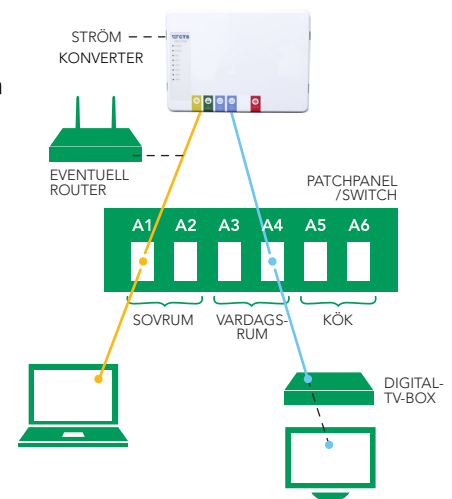 STRÖM
KONVERTER
EVENTUELL
ROUTER
PATCHPANEL
/SWITCH
A1 A2 A3 A4 A5 A6
SOVRUM VARDAGS-
RUM KÖK
DIGITAL-
TV-BOX